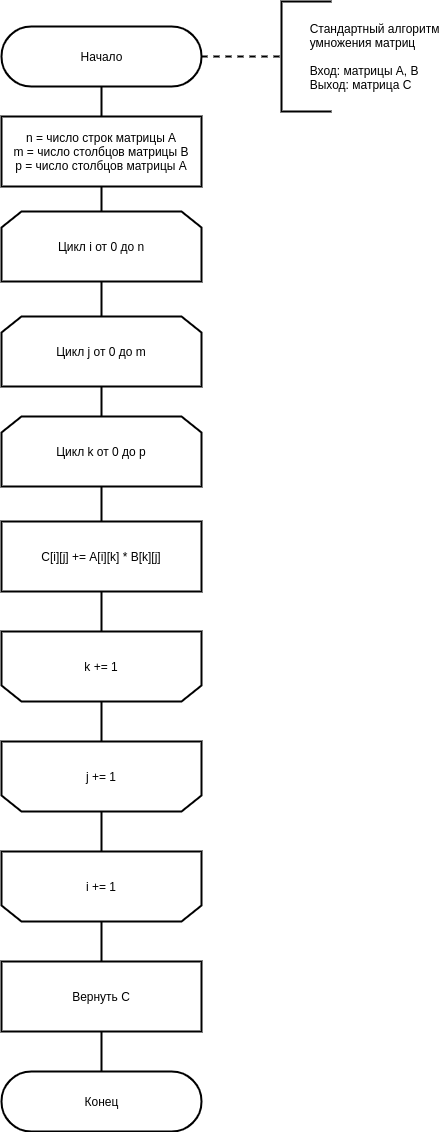 Начало
Стандартный алгоритм
умножения матриц
Вход: матрицы A, B
Выход: матрица C
n = число строк матрицы A
m = число столбцов матрицы B
p = число столбцов матрицы A
Цикл i от 0 до n
Цикл j от 0 до m
Цикл k от 0 до p
C[i][j] += A[i][k] * B[k][j]
k += 1
j += 1
i += 1
Вернуть C
Конец